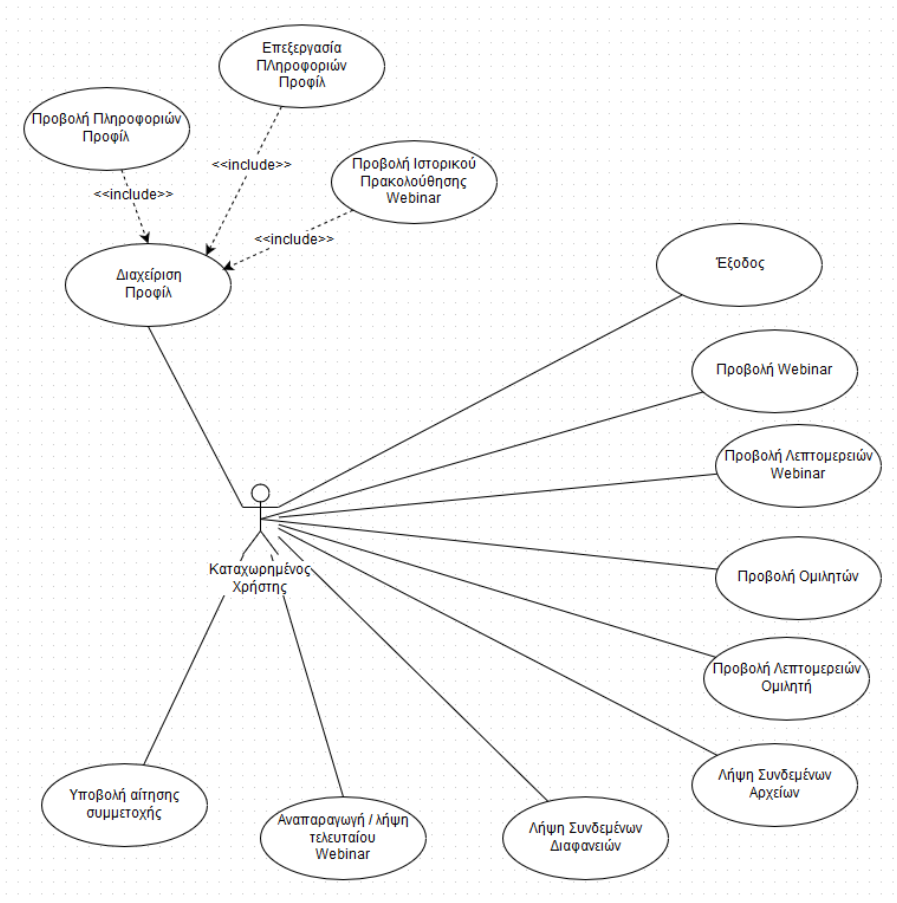 Επεξεργασία
ΠΛηροφοριών
Προφίλ
Προβολή Πληροφοριών
Προφίλ
<<include>>
Προβολή Ιστορικού
Πρακολούθησης
Webinar
<<include>>
<<include>>
Διαχείριση
Προφίλ
Έξοδος
Προβολή Webinar
Προβολή Λεπτομερειών
Webinar
Καταχωρημένος
Χρήστης
Προβολή Ομιλητών
Προβολή Λεπτομερειών
Ομιλητή
Λήψη Συνδεμένων
Αρχείων
Υποβολή αίτησης
συμμετοχής
Αναπαραγωγή / λήψη
τελευταίου
Webinar
Λήψη Συνδεμένων
Διαφανειών